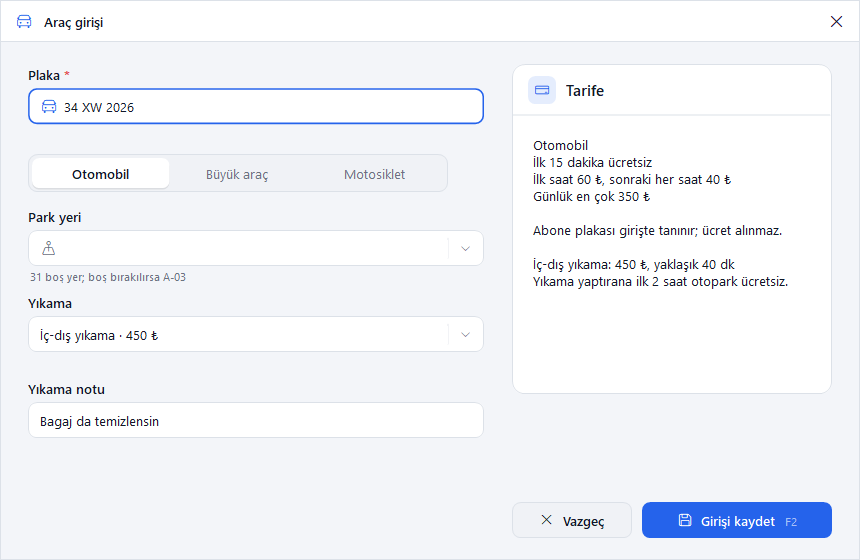 Araç girişi
Plaka *
34 XW 2026
Otomobil
Büyük araç
Motosiklet
Park yeri
31 boş yer; boş bırakılırsa A-03
Yıkama
İç-dış yıkama · 450 ₺
Yıkama notu
Bagaj da temizlensin
Tarife
Otomobil
İlk 15 dakika ücretsiz
İlk saat 60 ₺, sonraki her saat 40 ₺
Günlük en çok 350 ₺
Abone plakası girişte tanınır; ücret alınmaz.
İç-dış yıkama: 450 ₺, yaklaşık 40 dk
Yıkama yaptırana ilk 2 saat otopark ücretsiz.
Vazgeç
Girişi kaydet F2